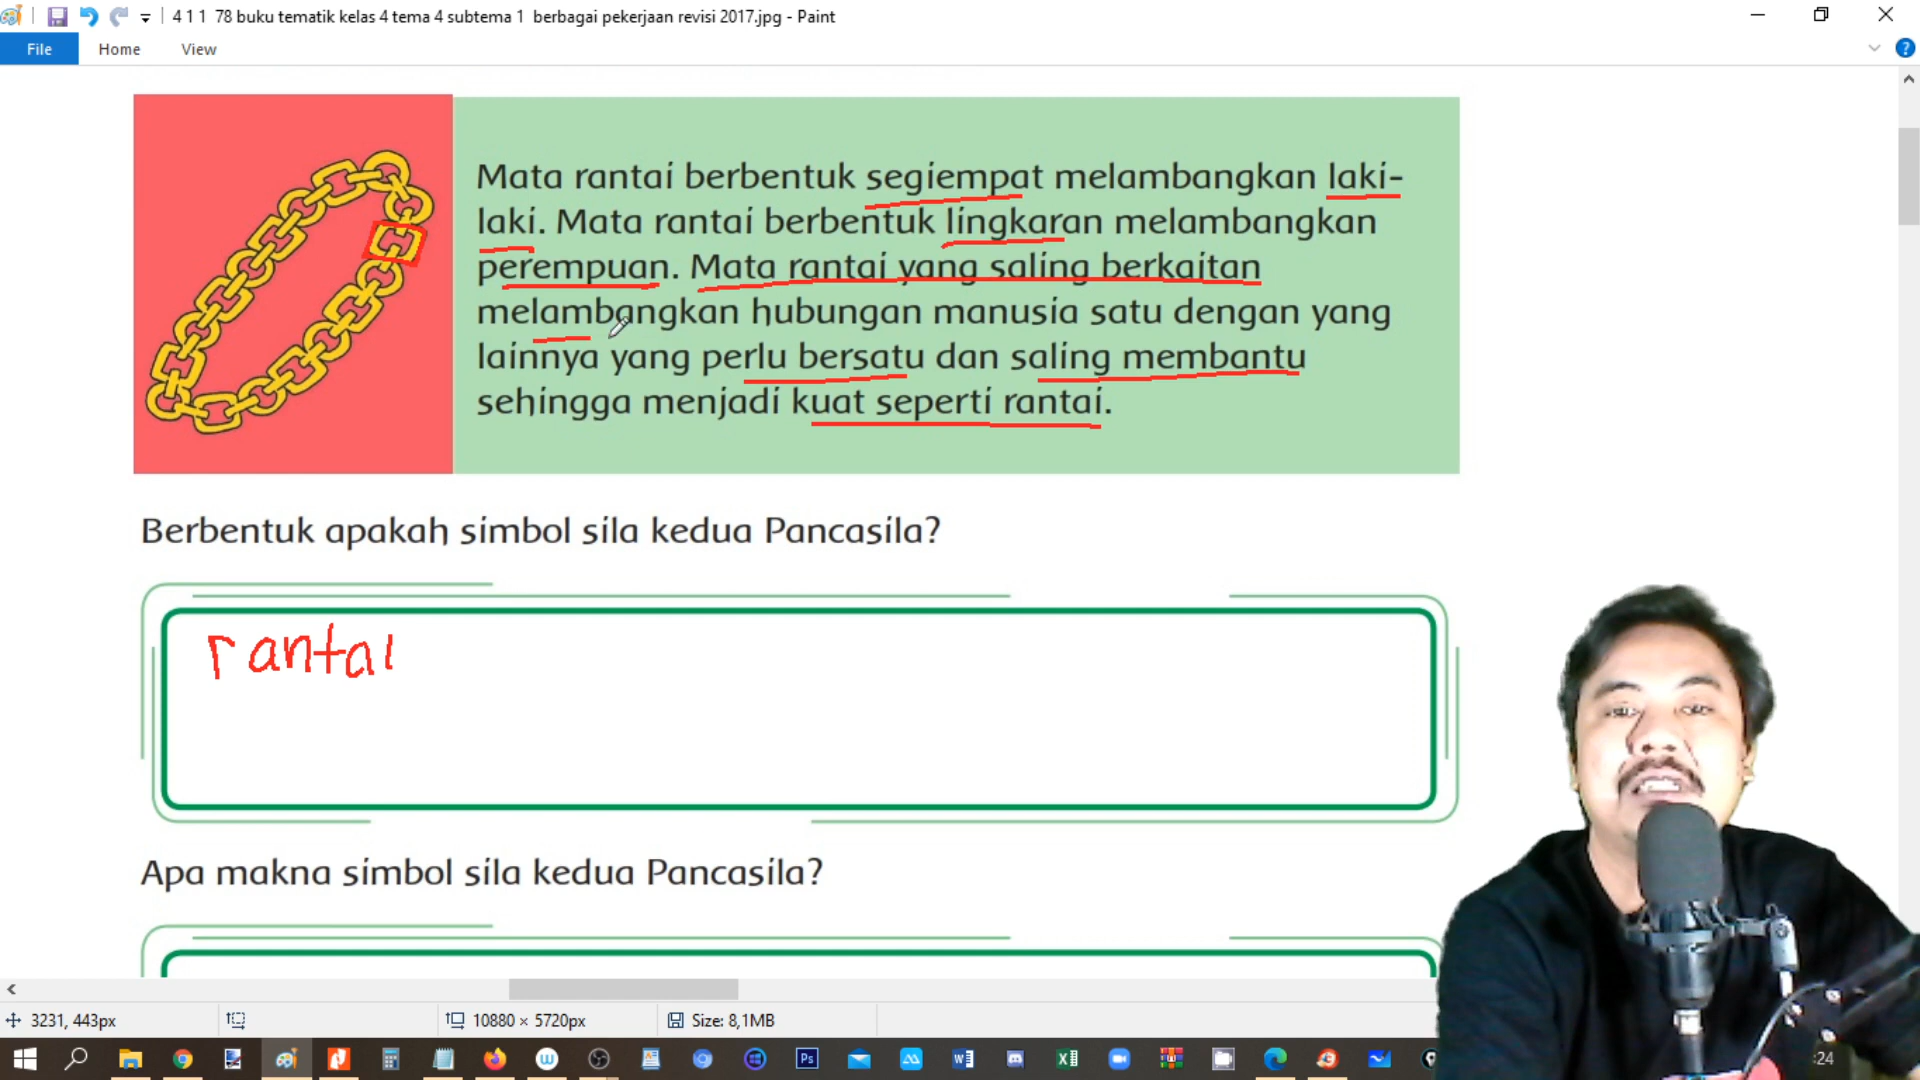 4 1 1 78 buku tematik kelas 4 tema 4 subtema 1 berbagai pekerjaan revisi 2017.jpg - Paint
File Home View
Mata rantai berbentuk segiempat melambangkan laki-
laki. Mata rantai berbentuk lingkaran melambangkan
perempuan. Mata rantai yang saling berkaitan
melambangkan hubungan manusia satu dengan yang
lainnya yang perlu bersatu dan saling membantu
sehingga menjadi kuat seperti rantai.
Berbentuk apakah simbol sila kedua Pancasila?
rantai
Apa makna simbol sila kedua Pancasila?
3231, 443px 10880 × 5720px Size: 8,1MB
Ps
:24